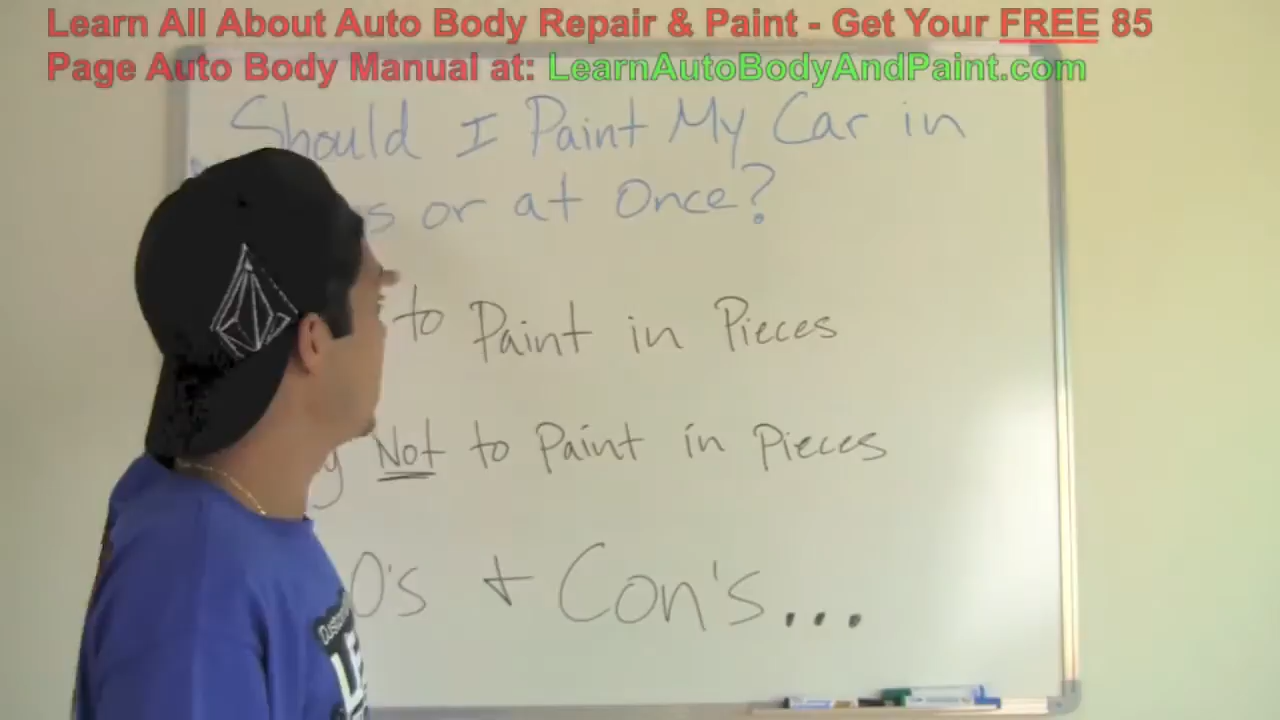 Learn All About Auto Body Repair & Paint - Get Your FREE 85
Page Auto Body Manual at: LearnAutoBodyAndPaint.com
Should I Paint My Car in
or at Once?
to Paint in Pieces
Not to Paint in Pieces
+ Con's...